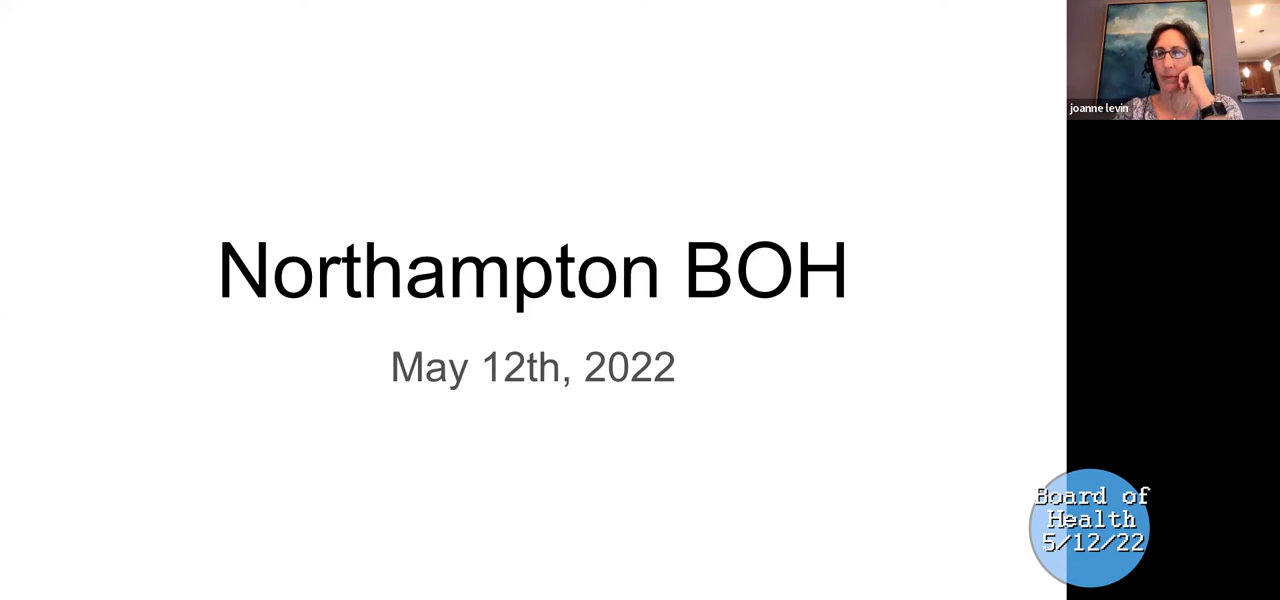 joanne levin
Northampton BOH
May 12th, 2022
Board of
Health
5/12/22